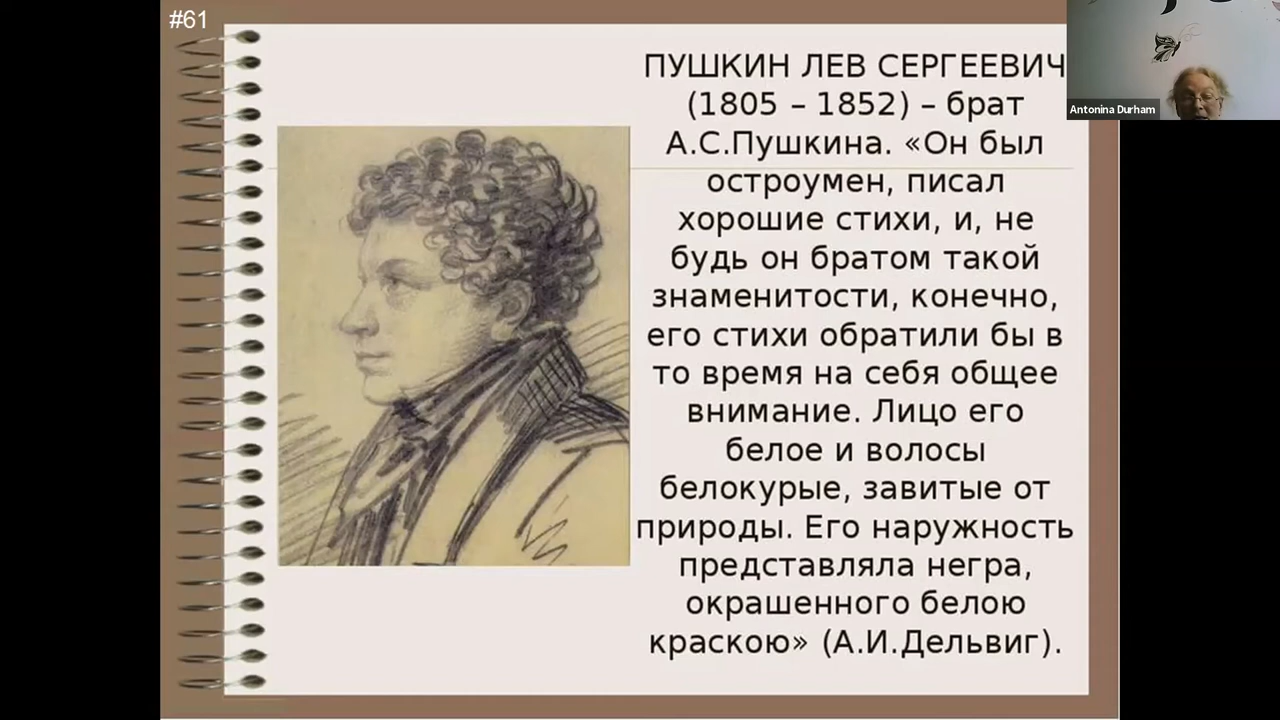 #61
ПУШКИН ЛЕВ СЕРГЕЕВИЧ
(1805 – 1852) – брат
А.С.Пушкина. «Он был
остроумен, писал
хорошие стихи, и, не
будь он братом такой
знаменитости, конечно,
его стихи обратили бы в
то время на себя общее
внимание. Лицо его
белое и волосы
белокурые, завитые от
природы. Его наружность
представляла негра,
окрашенного белою
краскою» (А.И.Дельвиг).
Antonina Durham